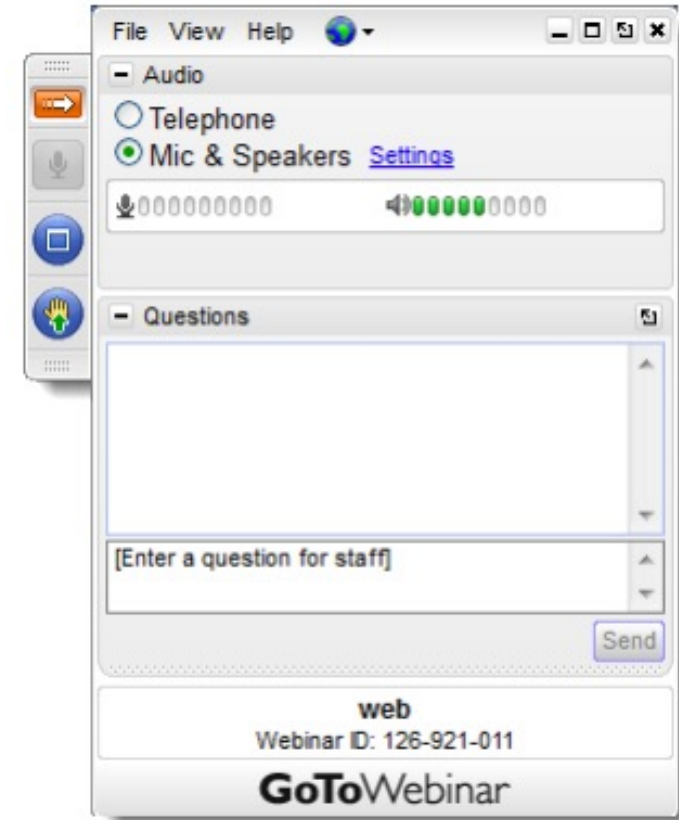 File View Help
Audio
Telephone
Mic & Speakers Settings
Questions
[Enter a question for staff]
Send
web
Webinar ID: 126-921-011
GoToWebinar